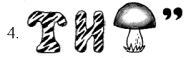 4. ТИ ,,